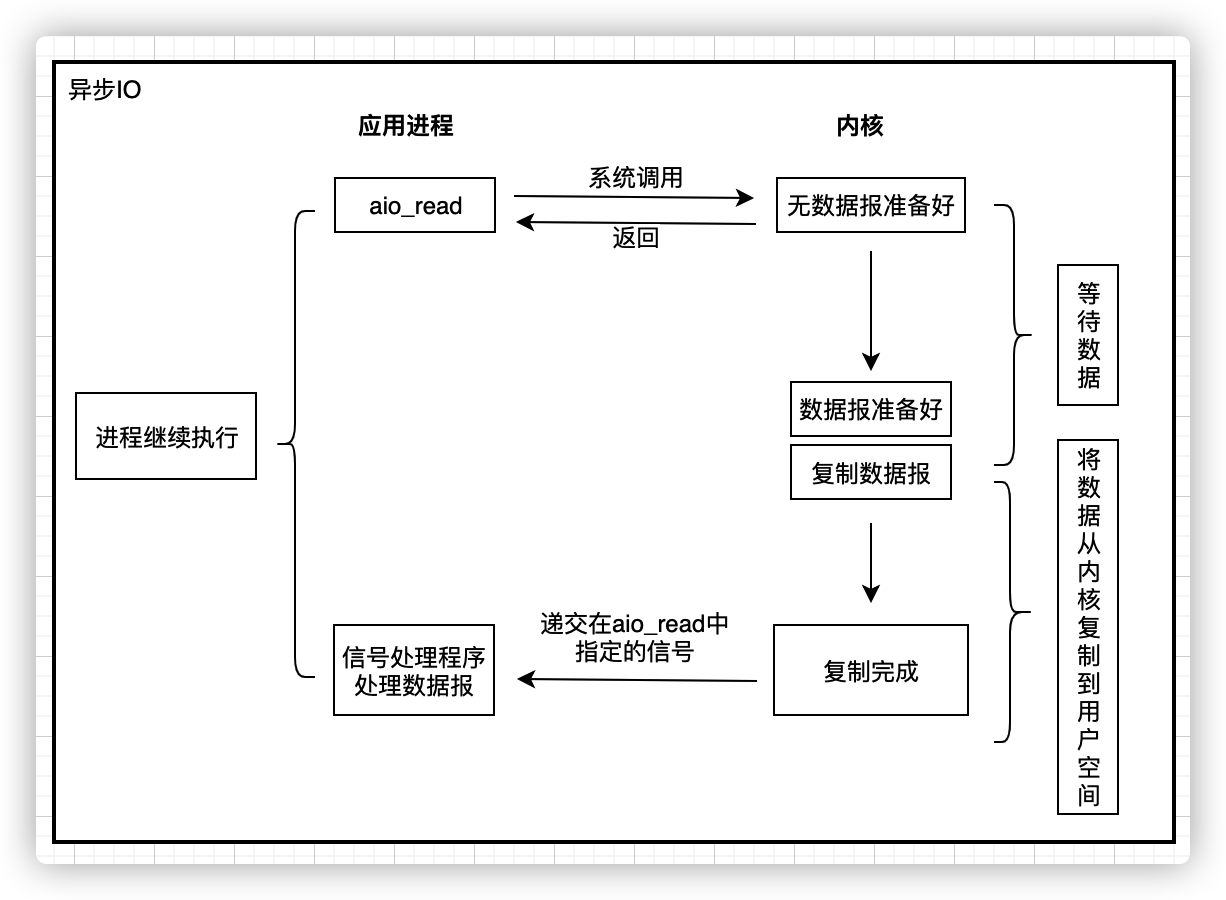 异步IO
应用进程
内核
系统调用
aio_read
无数据报准备好
返回
等待数据
数据报准备好
进程继续执行
复制数据报
将数据从内核复制到用户空间
递交在aio_read中
指定的信号
信号处理程序
处理数据报
复制完成